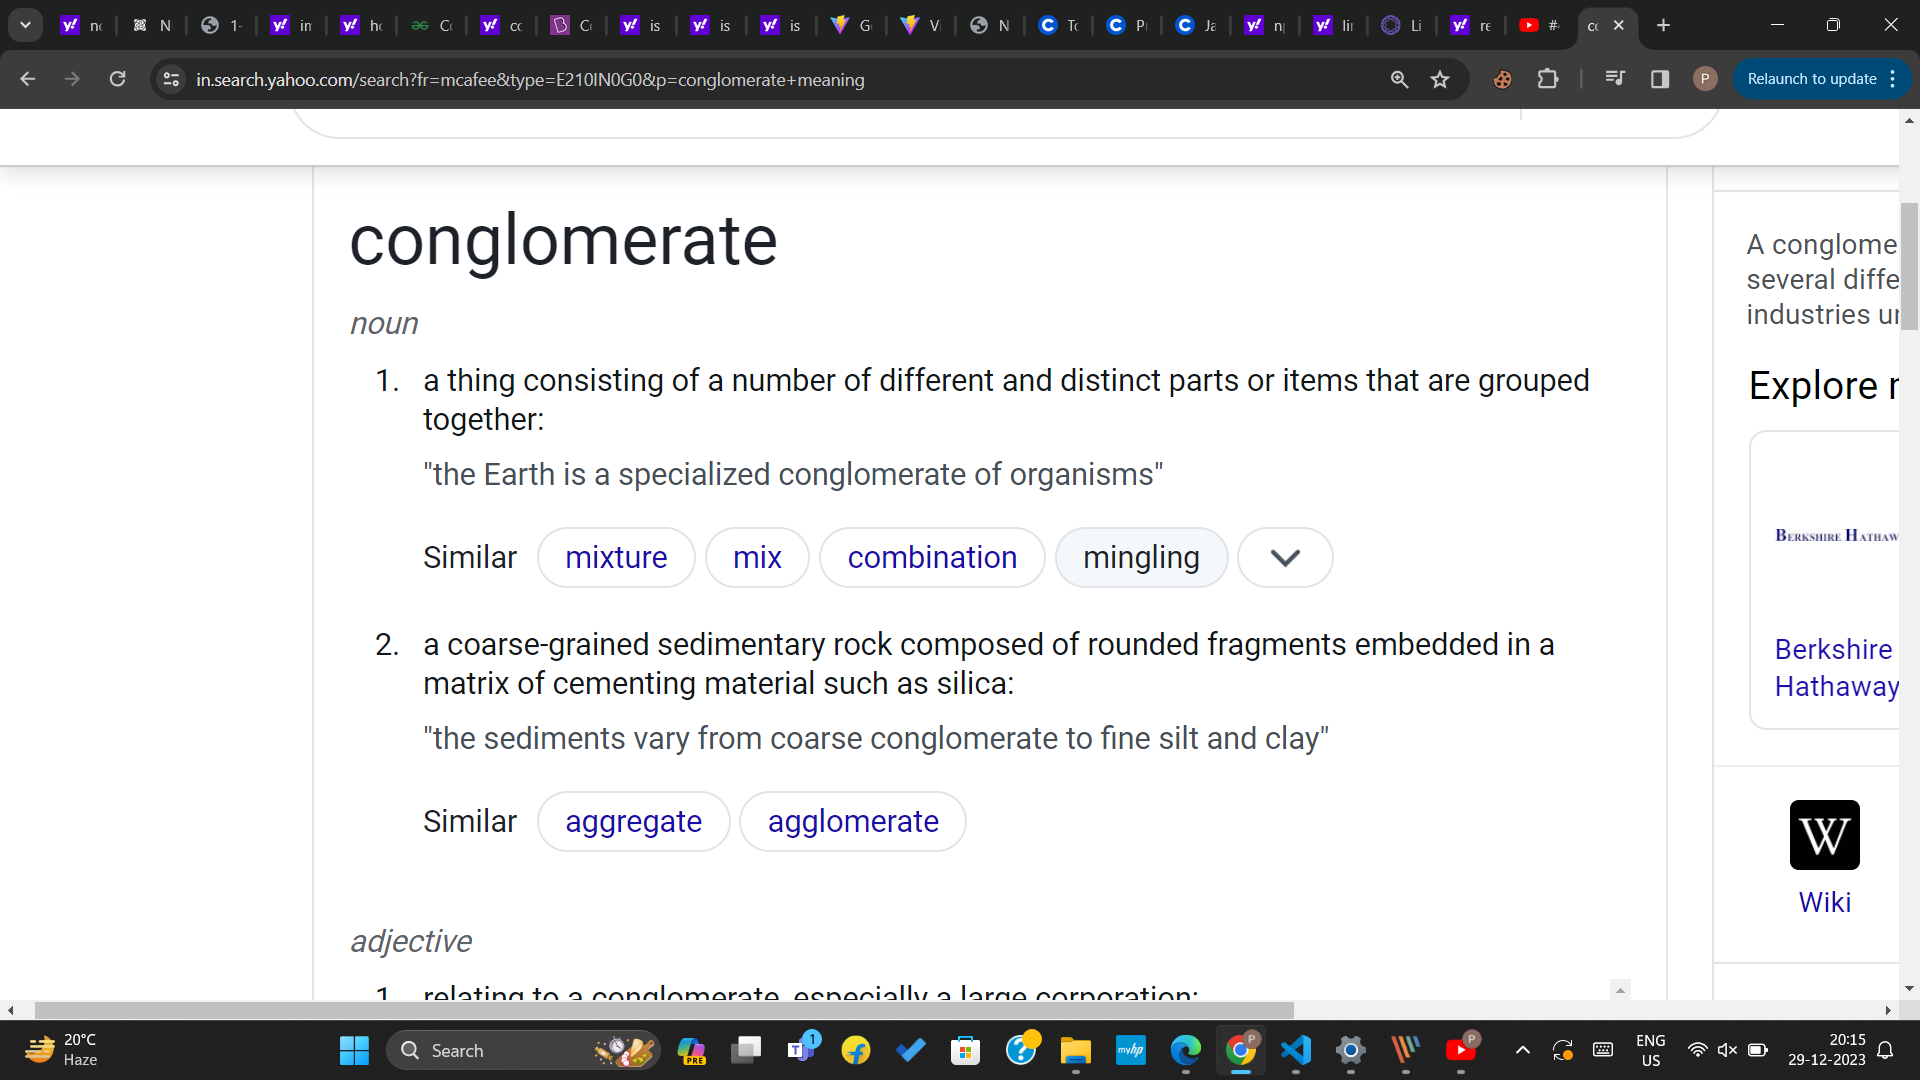 nc
N
1-
in
hc
Cc
cc
Cc
is
is
is
G
V
N
Tc
P
Ja
n
lii
Li
re
#
cc
in.search.yahoo.com/search?fr=mcafee&type=E210IN0G0&p=conglomerate+meaning
P
Relaunch to update
conglomerate
noun
1. a thing consisting of a number of different and distinct parts or items that are grouped
together:
"the Earth is a specialized conglomerate of organisms"
Similar mixture mix combination mingling
2. a coarse-grained sedimentary rock composed of rounded fragments embedded in a
matrix of cementing material such as silica:
"the sediments vary from coarse conglomerate to fine silt and clay"
Similar aggregate agglomerate
adjective
1. relating to a conglomerate, especially a large corporation:
A conglome
several diffe
industries
Explore
BERKSHIRE HATHAW
Berkshire
Hathaway
W
Wiki
20°C
Haze
Search
PRE
1
myhp
P
P
ENG
US
20:15
29-12-2023